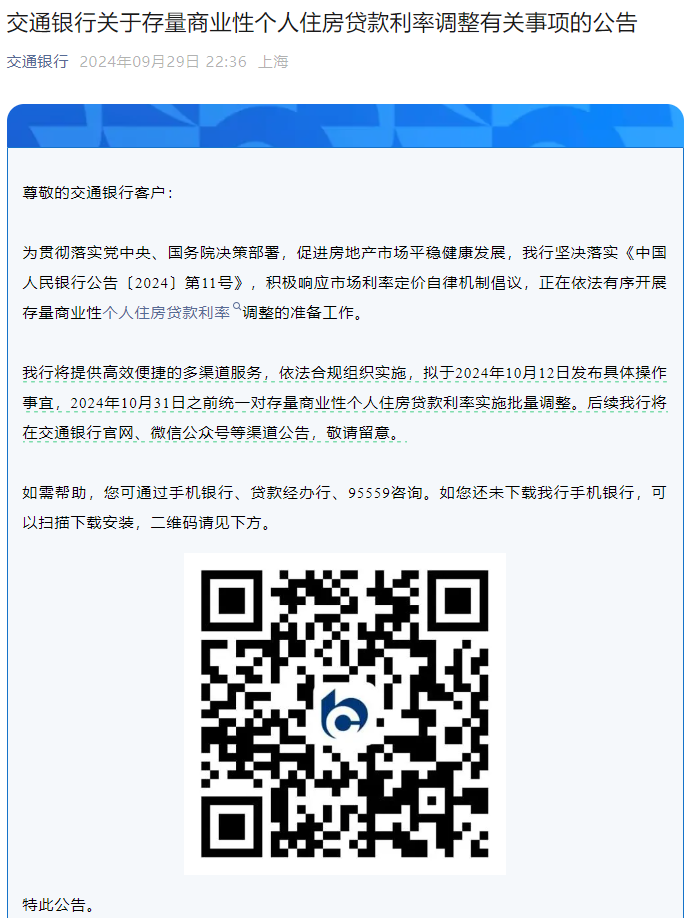 交通银行关于存量商业性个人住房贷款利率调整有关事项的公告
交通银行 2024年09月29日 22:36 上海
尊敬的交通银行客户：
为贯彻落实党中央、国务院决策部署，促进房地产市场平稳健康发展，我行坚决落实《中国
人民银行公告〔2024〕第11号》，积极响应市场利率定价自律机制倡议，正在依法有序开展
存量商业性个人住房贷款利率调整的准备工作。
我行将提供高效便捷的多渠道服务，依法合规组织实施，拟于2024年10月12日发布具体操作
事宜，2024年10月31日之前统一对存量商业性个人住房贷款利率实施批量调整。后续我行将
在交通银行官网、微信公众号等渠道公告，敬请留意。
如需帮助，您可通过手机银行、贷款经办行、95559咨询。如您还未下载我行手机银行，可
以扫描下载安装，二维码请见下方。
特此公告。